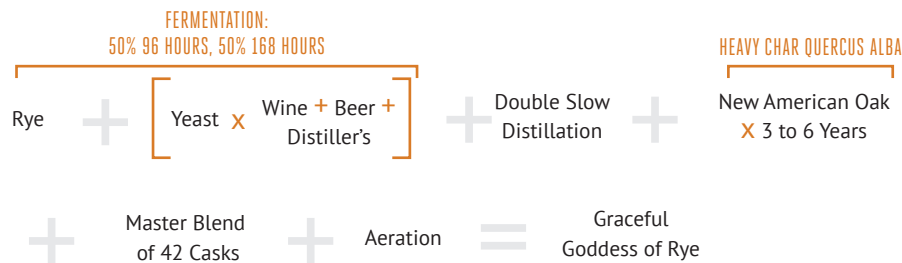 FERMENTATION:
50% 96 HOURS, 50% 168 HOURS
HEAVY CHAR QUERCUS ALBA
Rye + [ Yeast x Wine + Beer + Distiller's ] + Double Slow Distillation + New American Oak x 3 to 6 Years
+ Master Blend of 42 Casks + Aeration = Graceful Goddess of Rye